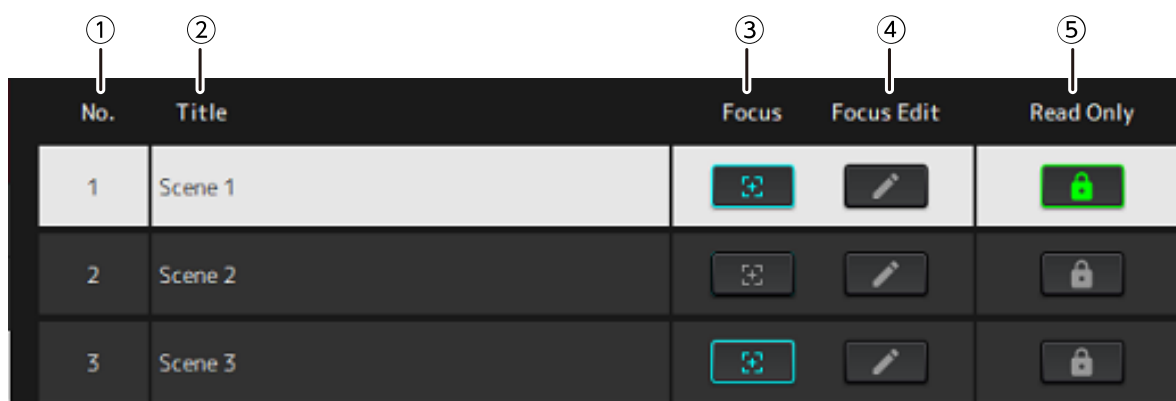 ① ② ③ ④ ⑤
No. Title Focus Focus Edit Read Only
1 Scene 1
2 Scene 2
3 Scene 3